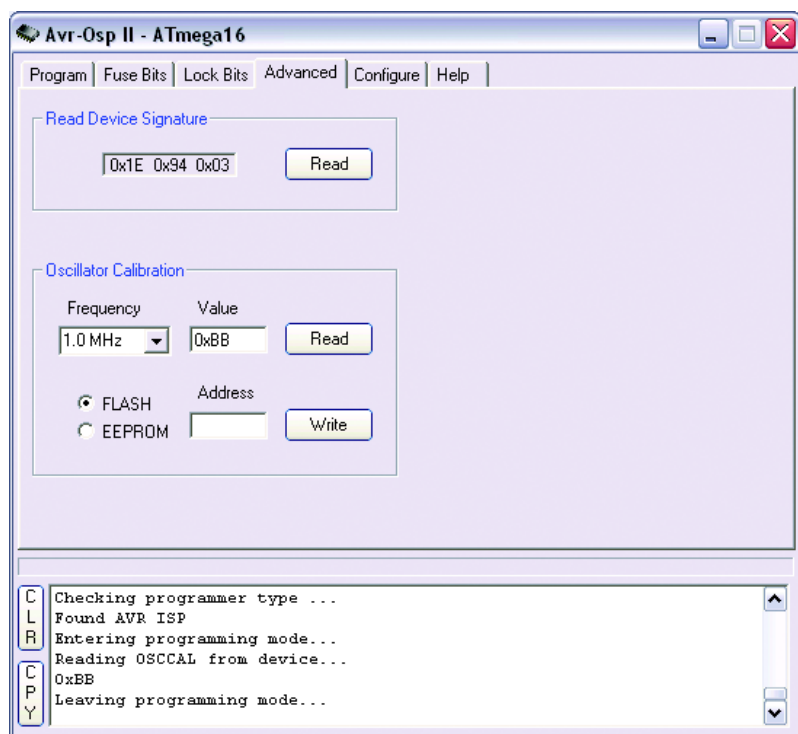 Avr-Osp II - ATmega16
Program Fuse Bits Lock Bits Advanced Configure Help
Read Device Signature
0x1E 0x94 0x03 Read
Oscillator Calibration
Frequency Value
1.0 MHz 0xBB Read
Address
FLASH
EEPROM Write
CLR
Checking programmer type ...
Found AVR ISP
Entering programming mode...
Reading OSCCAL from device...
CPY
0xBB
Leaving programming mode...